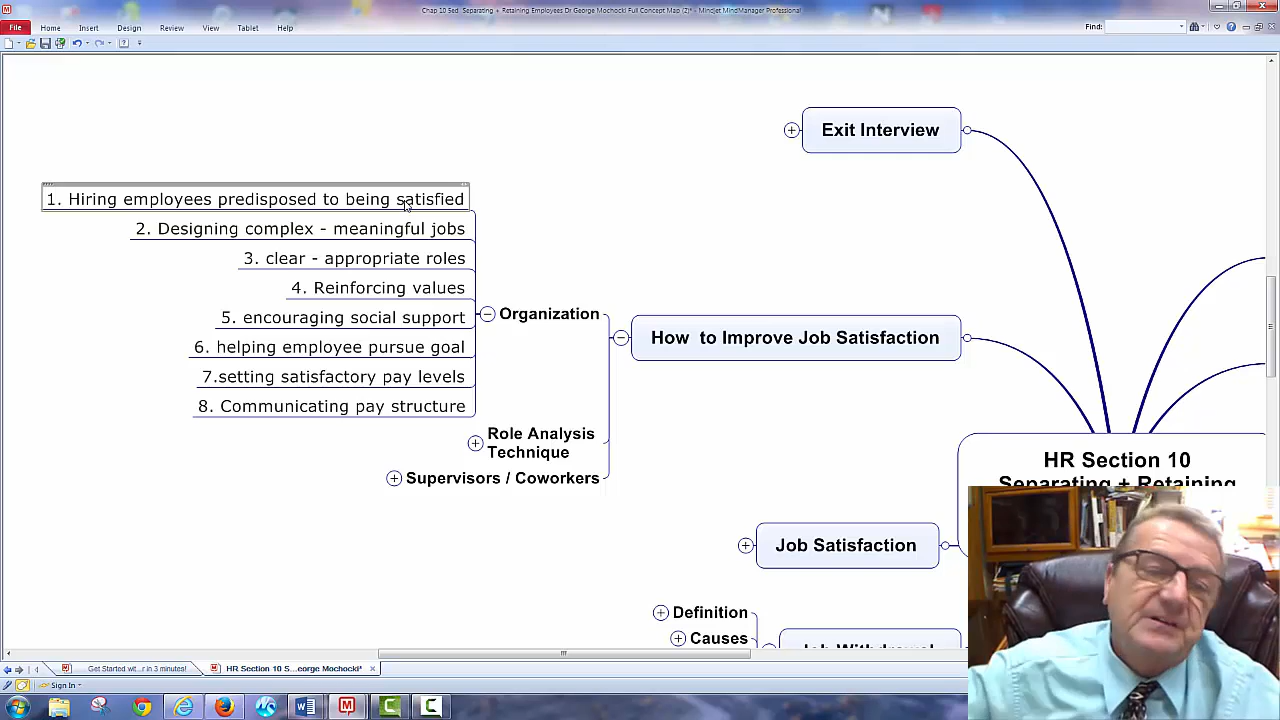 Chap 10 Sed Separating + Retaining Employees Dr George Mochocki Full Concept Map (2)* - Mindjet MindManager Professional
File Home Insert Design Review View Tablet Help Find:
Exit Interview
1. Hiring employees predisposed to being satisfied
2. Designing complex - meaningful jobs
3. clear - appropriate roles
4. Reinforcing values
5. encouraging social support
6. helping employee pursue goal
7.setting satisfactory pay levels
8. Communicating pay structure
Organization
How to Improve Job Satisfaction
Role Analysis
Technique
Supervisors / Coworkers
HR Section 10
Separating + Retaining
Job Satisfaction
Definition
Causes
Job Withdrawal
Get Started wit...r in 3 minutes! HR Section 10 S...eorge Mochocki*
Sign In